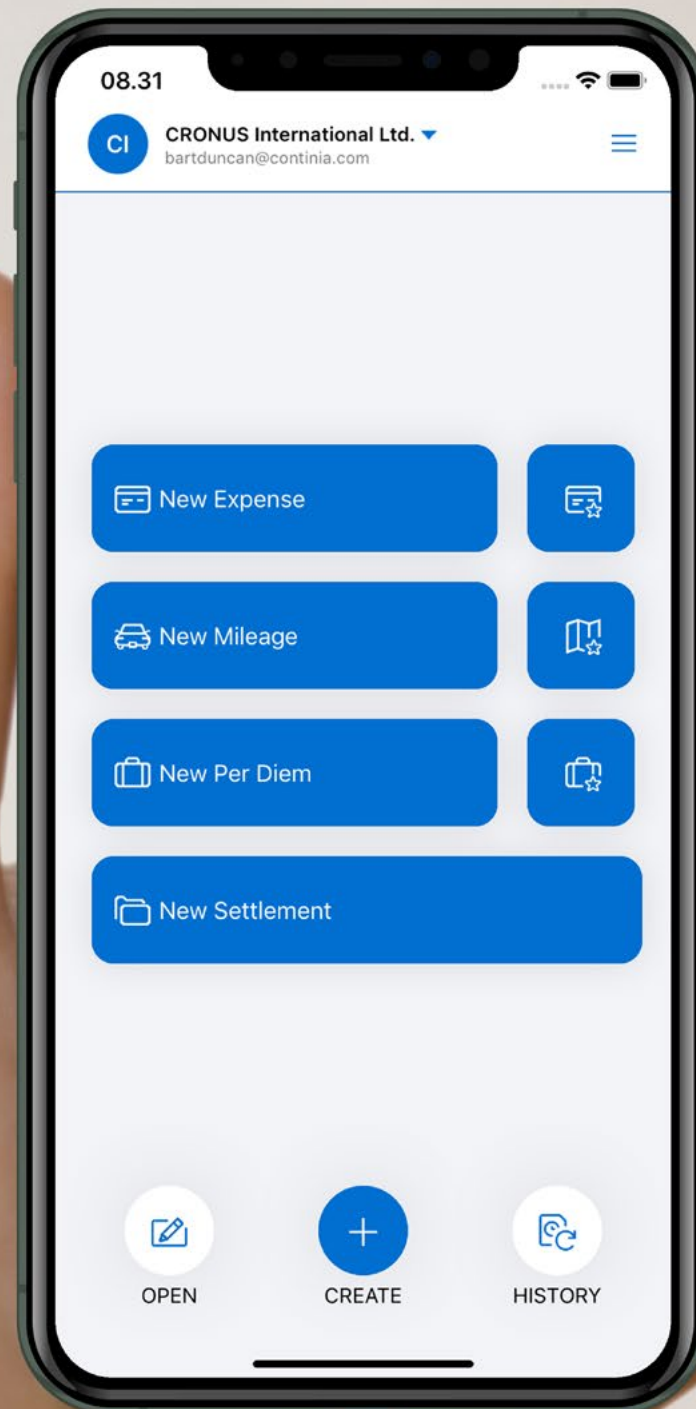 08.31
CI
CRONUS International Ltd.
bartduncan@continia.com
New Expense
New Mileage
New Per Diem
New Settlement
OPEN
CREATE
HISTORY